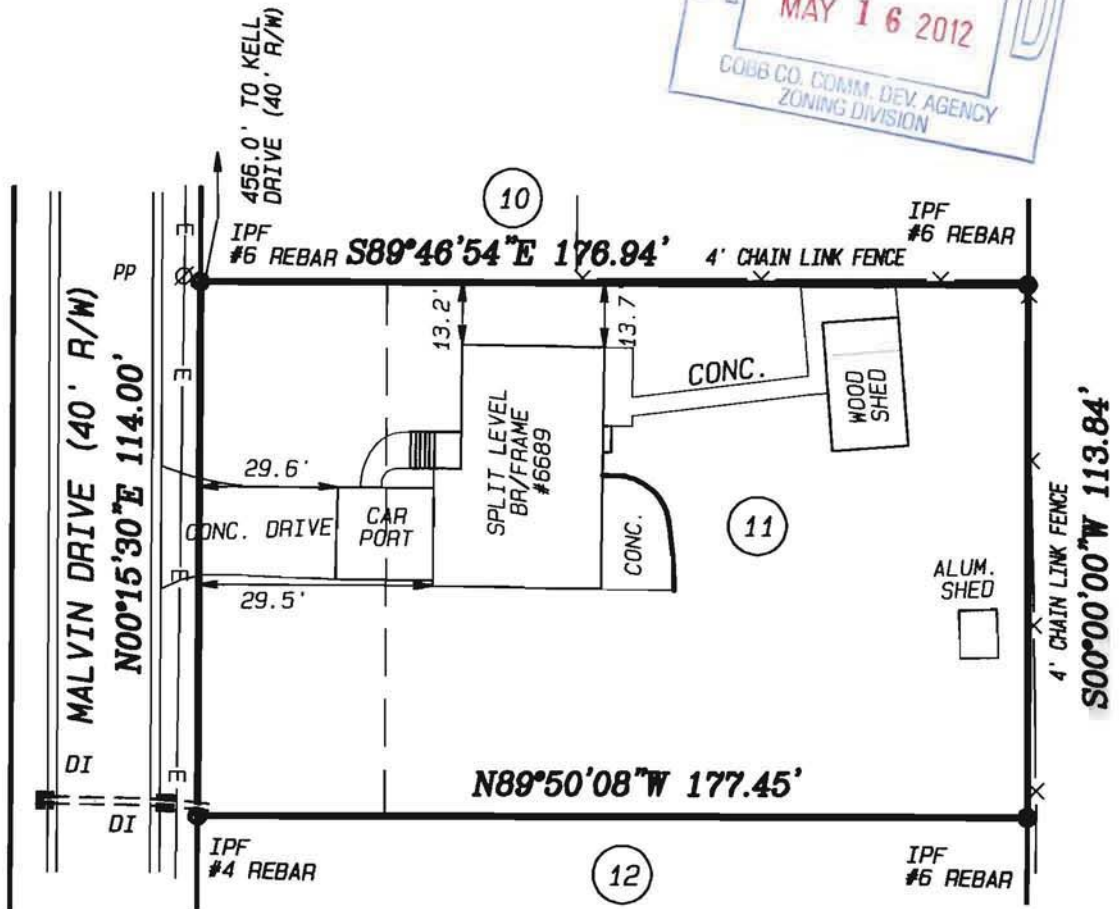 MAY 16 2012
D
COBB CO. COMM. DEV. AGENCY
ZONING DIVISION
456.0' TO KELL
DRIVE (40' R/W)
10
IPF
#6 REBAR
S89°46'54"E 176.94'
4' CHAIN LINK FENCE
IPF
#6 REBAR
PP
E
E
E
E
MALVIN DRIVE (40' R/W)
N00°15'30"E 114.00'
13.2'
13.7'
CONC.
WOOD
SHED
SPLIT LEVEL
BR/FRAME
#6689
29.6'
CONC. DRIVE
CAR
PORT
29.5'
CONC.
11
ALUM.
SHED
4' CHAIN LINK FENCE
S00°00'00"W 113.84'
DI
DI
N89°50'08"W 177.45'
IPF
#4 REBAR
12
IPF
#6 REBAR